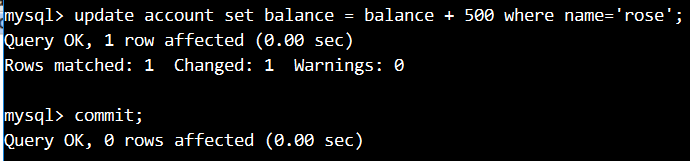 mysql> update account set balance = balance + 500 where name='rose';
Query OK, 1 row affected (0.00 sec)
Rows matched: 1  Changed: 1  Warnings: 0
mysql> commit;
Query OK, 0 rows affected (0.00 sec)